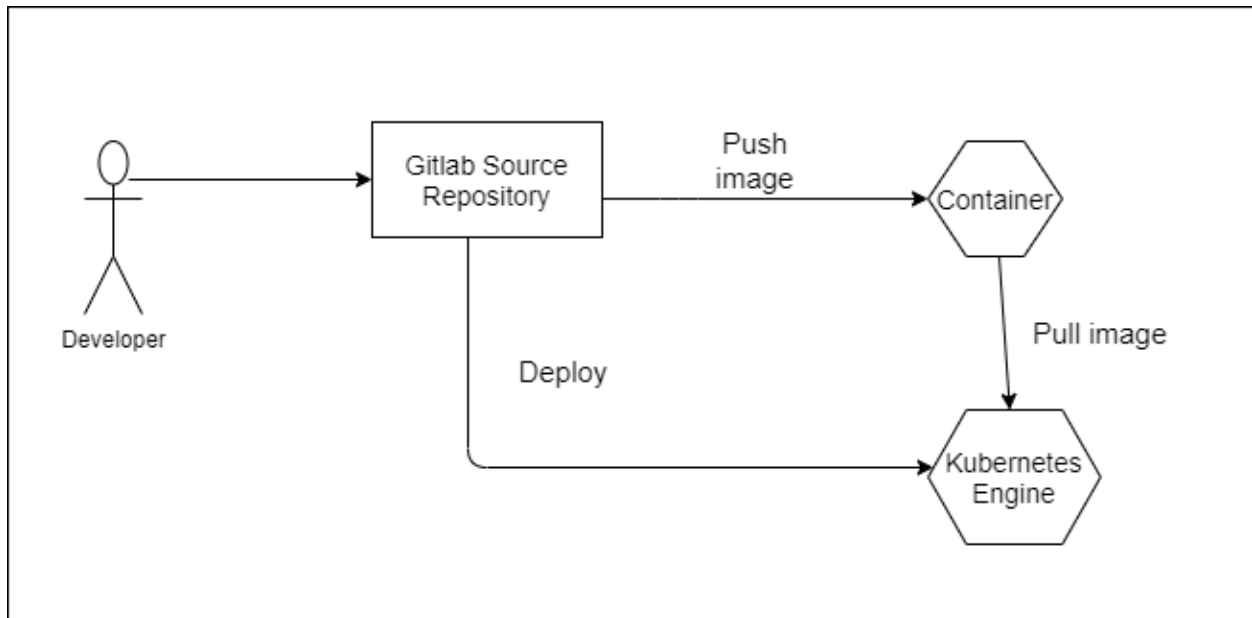 Gitlab Source
Repository
Push
image
Container
Developer
Pull image
Deploy
Kubernetes
Engine